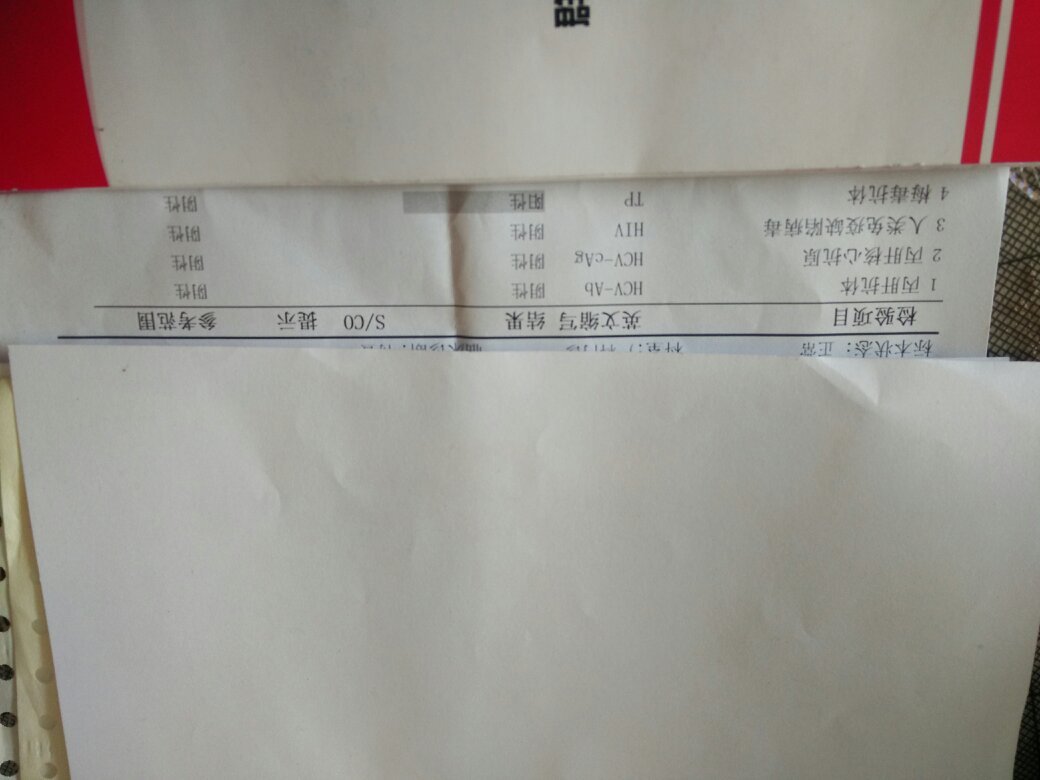 标本状态: 正常 科室:
检验项目 英文缩写 结果 S/CO 提示 参考范围
1 丙肝抗体 HCV-Ab 阴性 阴性
2 丙肝核心抗原 HCV-cAg 阴性 阴性
3 人类免疫缺陷病毒 HIV 阴性 阴性
4 梅毒抗体 TP 阳性 阴性